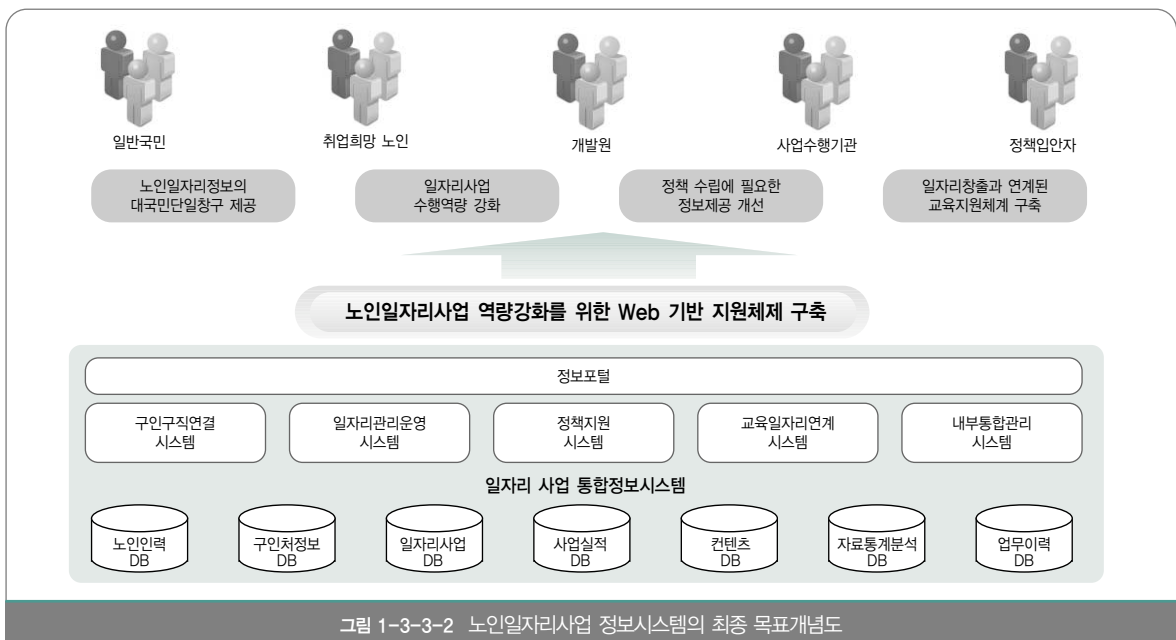 일반국민
취업희망 노인
개발원
사업수행기관
정책입안자
노인일자리정보의
대국민단일창구 제공
일자리사업
수행역량 강화
정책 수립에 필요한
정보제공 개선
일자리창출과 연계된
교육지원체계 구축
노인일자리사업 역량강화를 위한 Web 기반 지원체제 구축
정보포털
구인구직연결
시스템
일자리관리운영
시스템
정책지원
시스템
교육일자리연계
시스템
내부통합관리
시스템
일자리 사업 통합정보시스템
노인인력
DB
구인처정보
DB
일자리사업
DB
사업실적
DB
컨텐츠
DB
자료통계분석
DB
업무이력
DB
그림 1-3-3-2 노인일자리사업 정보시스템의 최종 목표개념도